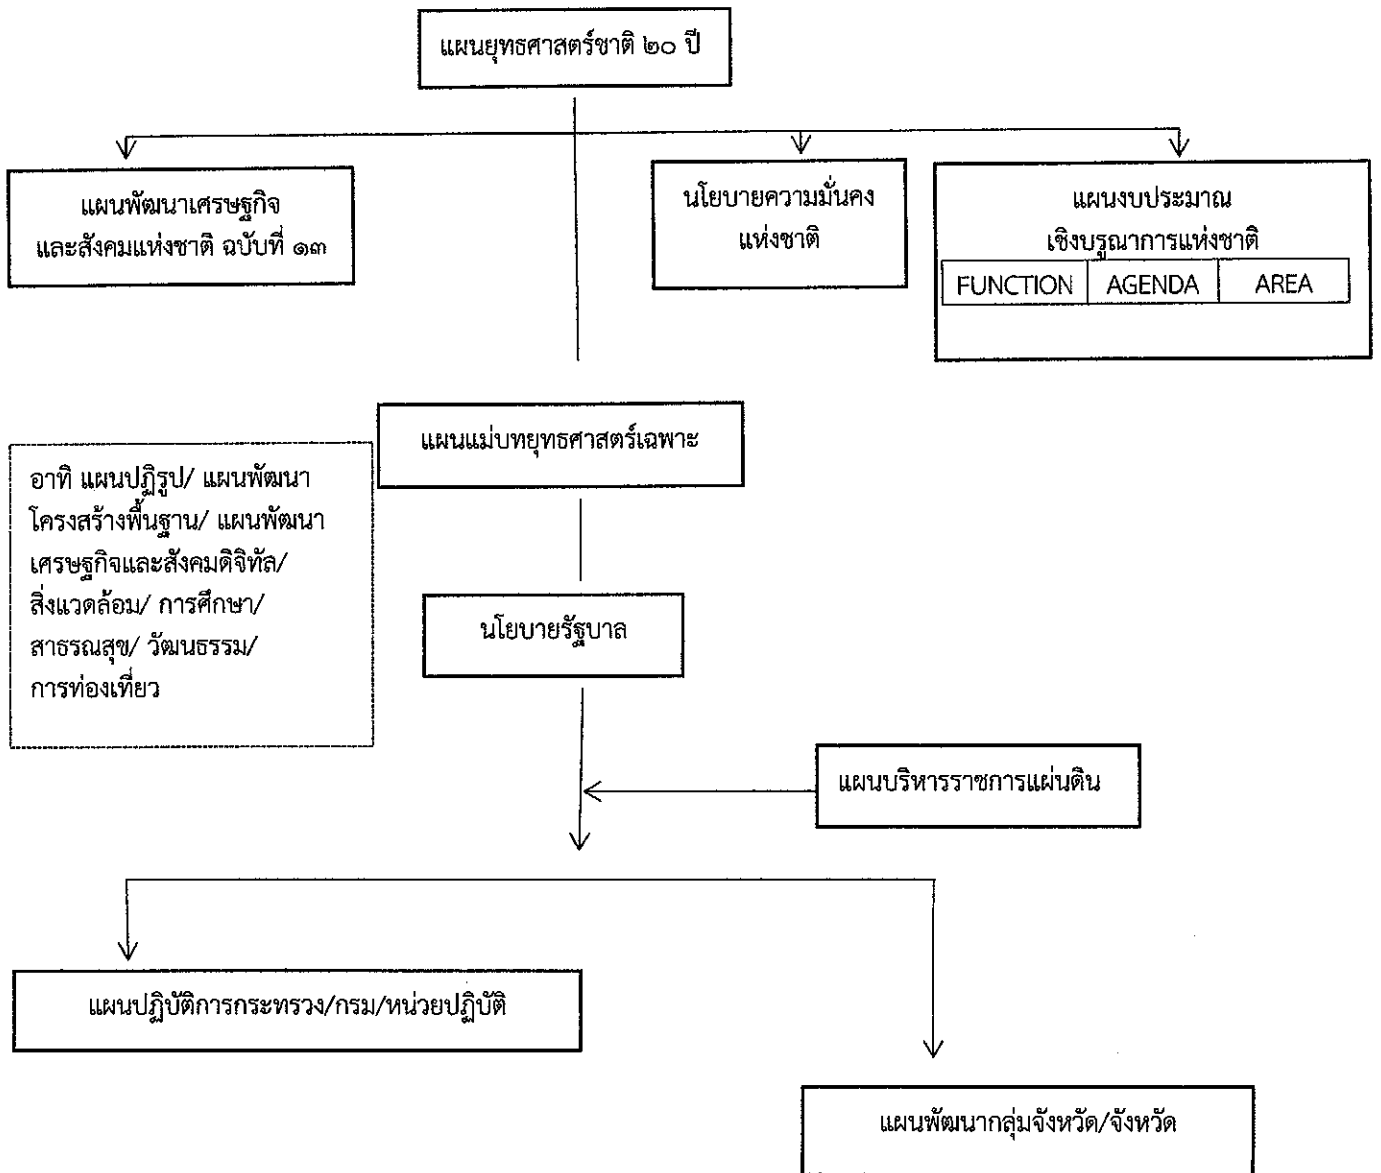 แผนยุทธศาสตร์ชาติ ๒๐ ปี
แผนพัฒนาเศรษฐกิจ
และสังคมแห่งชาติ ฉบับที่ ๑๓
นโยบายความมั่นคง
แห่งชาติ
แผนงบประมาณ
เชิงบรูณาการแห่งชาติ
FUNCTION AGENDA AREA
แผนแม่บทยุทธศาสตร์เฉพาะ
อาทิ แผนปฏิรูป/ แผนพัฒนา
โครงสร้างพื้นฐาน/ แผนพัฒนา
เศรษฐกิจและสังคมดิจิทัล/
สิ่งแวดล้อม/ การศึกษา/
สาธรณสุข/ วัฒนธรรม/
การท่องเที่ยว
นโยบายรัฐบาล
แผนบริหารราชการแผ่นดิน
แผนปฏิบัติการกระทรวง/กรม/หน่วยปฏิบัติ
แผนพัฒนากลุ่มจังหวัด/จังหวัด